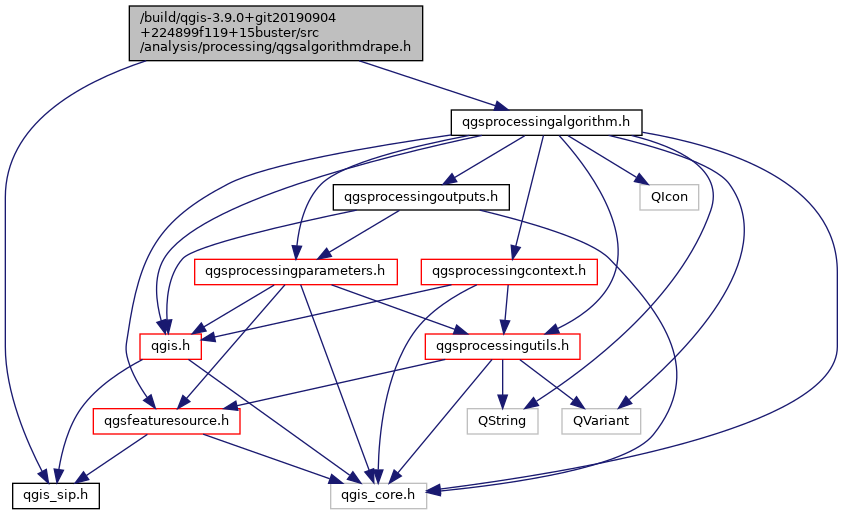 /build/qgis-3.9.0+git20190904
+224899f119+15buster/src
/analysis/processing/qgsalgorithmdrape.h
qgsprocessingalgorithm.h
qgsprocessingoutputs.h
QIcon
qgsprocessingparameters.h
qgsprocessingcontext.h
qgis.h
qgsprocessingutils.h
qgsfeaturesource.h
QString
QVariant
qgis_sip.h
qgis_core.h